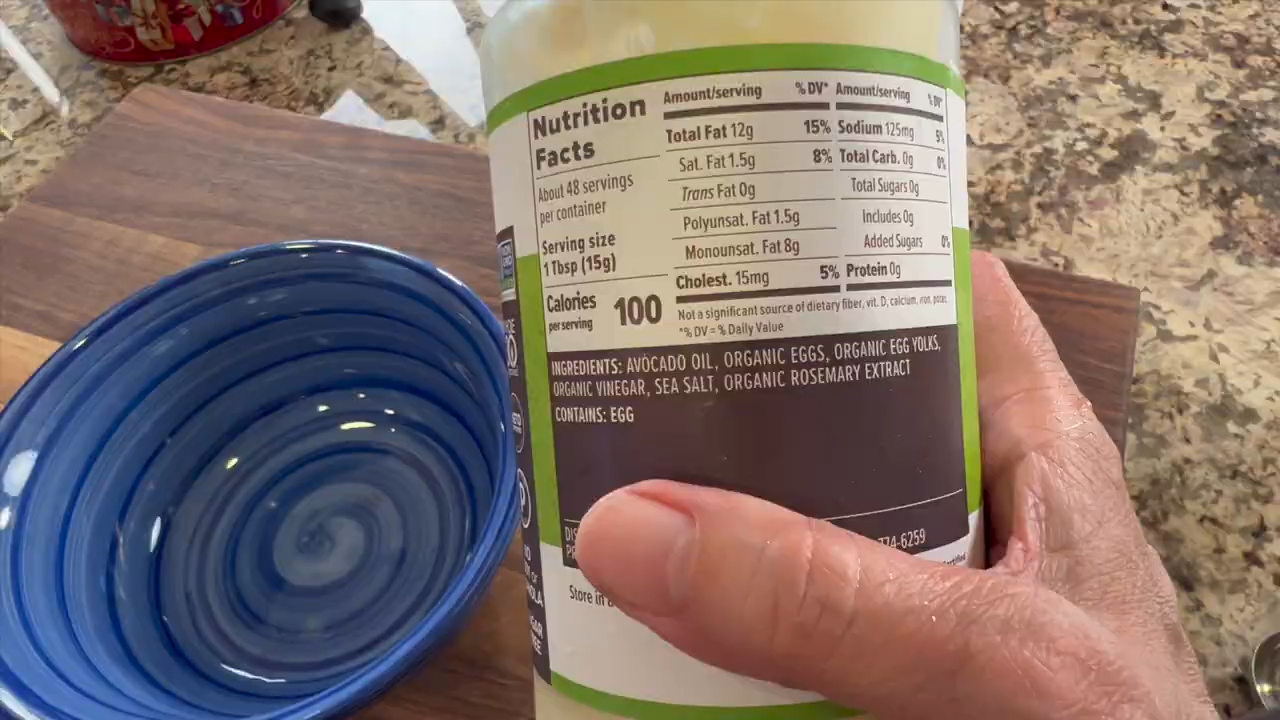 Nutrition
Facts
About 48 servings
per container
Serving size
1 Tbsp (15g)
Calories
per serving
100
Amount/serving % DV*
Total Fat 12g 15%
Sat. Fat 1.5g 8%
Trans Fat 0g
Polyunsat. Fat 1.5g
Monounsat. Fat 8g
Cholest. 15mg 5%
Amount/serving % DV*
Sodium 125mg 5%
Total Carb. 0g 0%
Total Sugars 0g
Includes 0g
Added Sugars 0%
Protein 0g
Not a significant source of dietary fiber, vit. D, calcium, iron, potas.
*% DV = % Daily Value
INGREDIENTS: AVOCADO OIL, ORGANIC EGGS, ORGANIC EGG YOLKS,
ORGANIC VINEGAR, SEA SALT, ORGANIC ROSEMARY EXTRACT
CONTAINS: EGG
774-6259
Store in